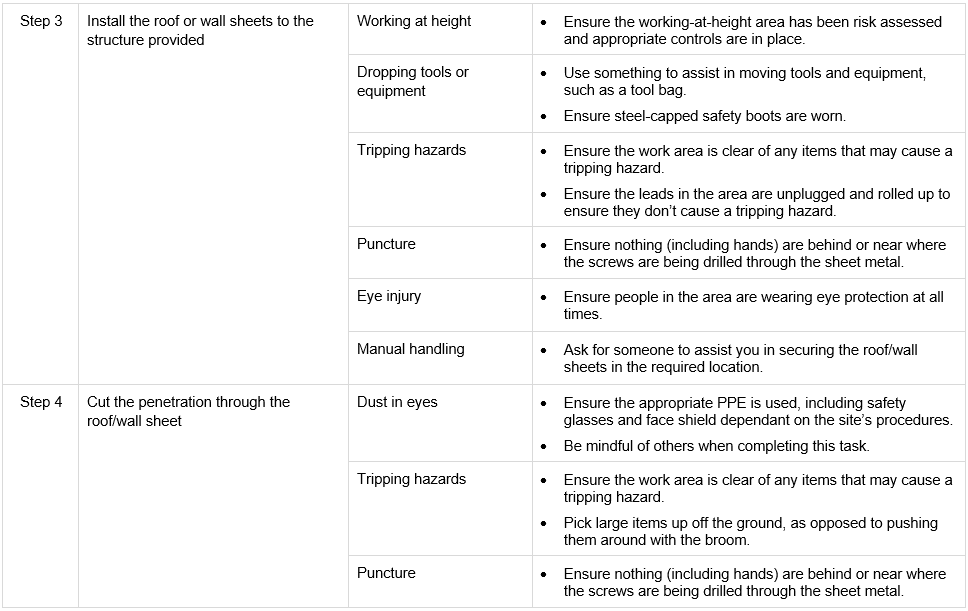 Step 3
Install the roof or wall sheets to the
structure provided
Working at height
• Ensure the working-at-height area has been risk assessed
and appropriate controls are in place.
Dropping tools or
equipment
• Use something to assist in moving tools and equipment,
such as a tool bag.
• Ensure steel-capped safety boots are worn.
Tripping hazards
• Ensure the work area is clear of any items that may cause a
tripping hazard.
• Ensure the leads in the area are unplugged and rolled up to
ensure they don’t cause a tripping hazard.
Puncture
• Ensure nothing (including hands) are behind or near where
the screws are being drilled through the sheet metal.
Eye injury
• Ensure people in the area are wearing eye protection at all
times.
Manual handling
• Ask for someone to assist you in securing the roof/wall
sheets in the required location.
Step 4
Cut the penetration through the
roof/wall sheet
Dust in eyes
• Ensure the appropriate PPE is used, including safety
glasses and face shield dependant on the site’s procedures.
• Be mindful of others when completing this task.
Tripping hazards
• Ensure the work area is clear of any items that may cause a
tripping hazard.
• Pick large items up off the ground, as opposed to pushing
them around with the broom.
Puncture
• Ensure nothing (including hands) are behind or near where
the screws are being drilled through the sheet metal.